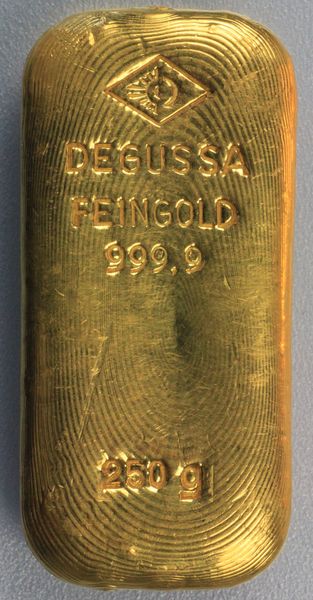 DEGUSSA
FEINGOLD
999,9
250 g